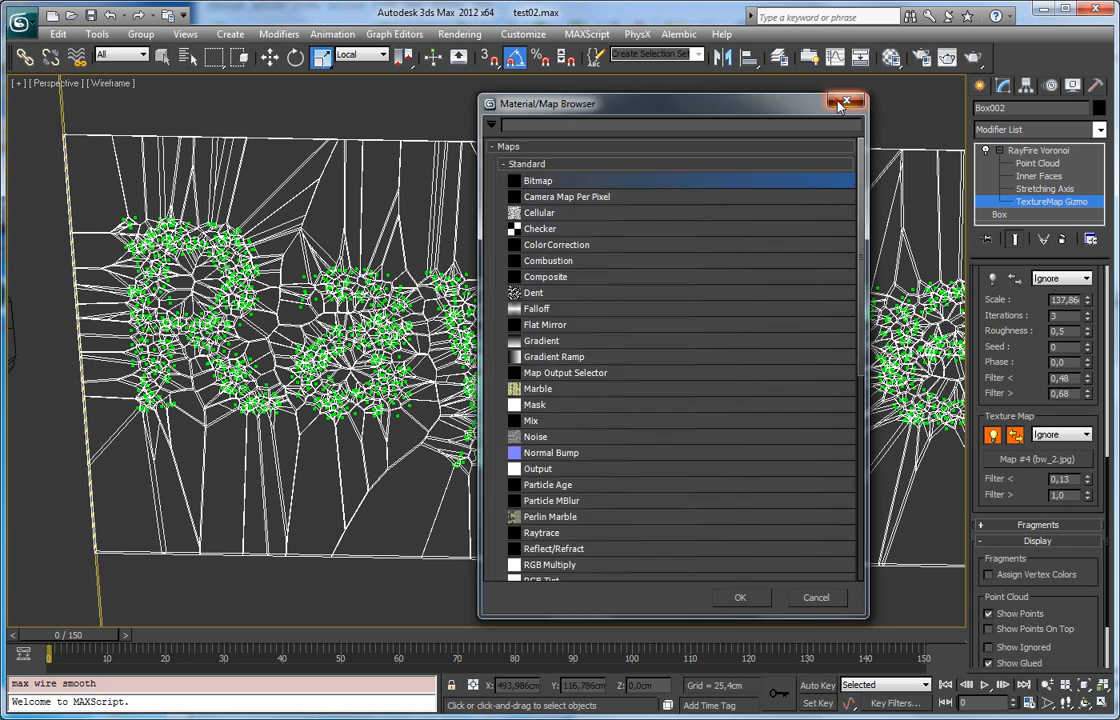 Autodesk 3ds Max 2012 x64 test02.max
Type a keyword or phrase
Edit Tools Group Views Create Modifiers Animation Graph Editors Rendering Customize MAXScript PhysX Alembic Help
All Local Create Selection Set
[ + ] [ Perspective ] [ Wireframe ]
Material/Map Browser
- Maps
- Standard
Bitmap
Camera Map Per Pixel
Cellular
Checker
ColorCorrection
Combustion
Composite
Dent
Falloff
Flat Mirror
Gradient
Gradient Ramp
Map Output Selector
Marble
Mask
Mix
Noise
Normal Bump
Output
Particle Age
Particle MBlur
Perlin Marble
Raytrace
Reflect/Refract
RGB Multiply
RGB Tint
OK Cancel
Box002
Modifier List
RayFire Voronoi
Point Cloud
Inner Faces
Stretching Axis
TextureMap Gizmo
Box
Ignore
Scale : 137,86
Iterations : 3
Roughness : 0,5
Seed : 0
Phase : 0,0
Filter < 0,48
Filter > 0,68
Texture Map
Ignore
Map #4 (bw_2.jpg)
Filter < 0,13
Filter > 1,0
+ Fragments
- Display
Fragments
Assign Vertex Colors
Point Cloud
Show Points
Show Points On Top
Show Ignored
Show Glued
< 0 / 150 >
0 10 20 30 40 50 60 70 80 90 100 110 120 130 140 150
max wire smooth
Welcome to MAXScript.
X: 493,986cm Y: 116,786cm Z: 0,0cm Grid = 25,4cm
Click or click-and-drag to select objects
Add Time Tag
Auto Key Selected
Set Key Key Filters...
0